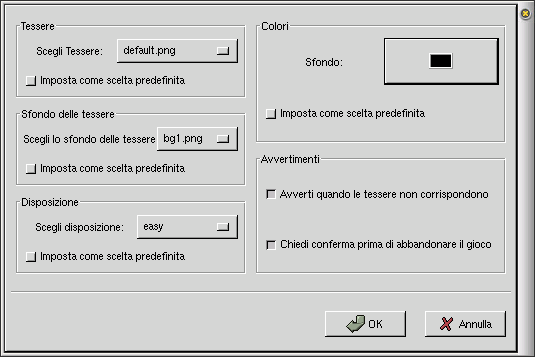 Tessere
Scegli Tessere: default.png
Imposta come scelta predefinita
Sfondo delle tessere
Scegli lo sfondo delle tessere bg1.png
Imposta come scelta predefinita
Disposizione
Scegli disposizione: easy
Imposta come scelta predefinita
Colori
Sfondo:
Imposta come scelta predefinita
Avvertimenti
Avverti quando le tessere non corrispondono
Chiedi conferma prima di abbandonare il gioco
OK
Annulla